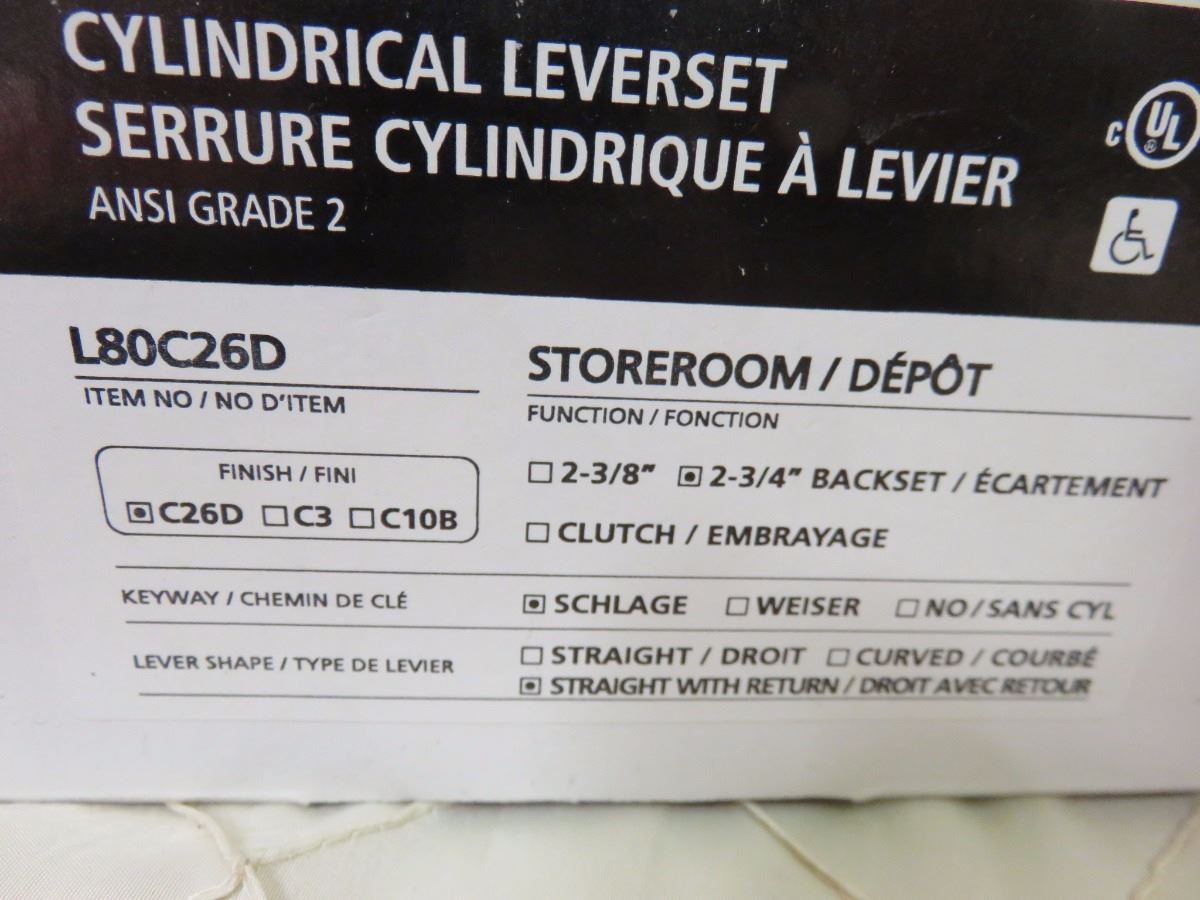 CYLINDRICAL LEVERSET
SERRURE CYLINDRIQUE À LEVIER
ANSI GRADE 2
C UL ®
L80C26D
ITEM NO / NO D'ITEM
STOREROOM / DÉPÔT
FUNCTION / FONCTION
FINISH / FINI
C26D C3 C10B
2-3/8" 2-3/4" BACKSET / ÉCARTEMENT
CLUTCH / EMBRAYAGE
KEYWAY / CHEMIN DE CLÉ SCHLAGE WEISER NO / SANS CYL
LEVER SHAPE / TYPE DE LEVIER STRAIGHT / DROIT CURVED / COURBÉ
STRAIGHT WITH RETURN / DROIT AVEC RETOUR